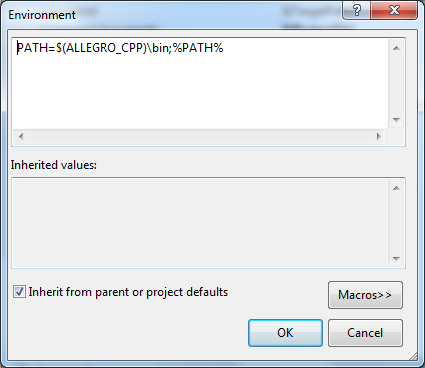 Environment
PATH=$(ALLEGRO_CPP)\bin;%PATH%
Inherited values:
Inherit from parent or project defaults
Macros>>
OK
Cancel